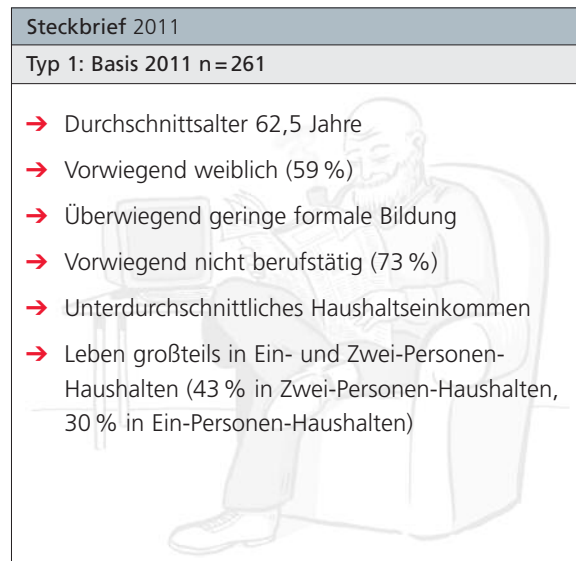 Steckbrief 2011
Typ 1: Basis 2011 n=261
➔ Durchschnittsalter 62,5 Jahre
➔ Vorwiegend weiblich (59 %)
➔ Überwiegend geringe formale Bildung
➔ Vorwiegend nicht berufstätig (73 %)
➔ Unterdurchschnittliches Haushaltseinkommen
➔ Leben großteils in Ein- und Zwei-Personen-
Haushalten (43 % in Zwei-Personen-Haushalten,
30 % in Ein-Personen-Haushalten)